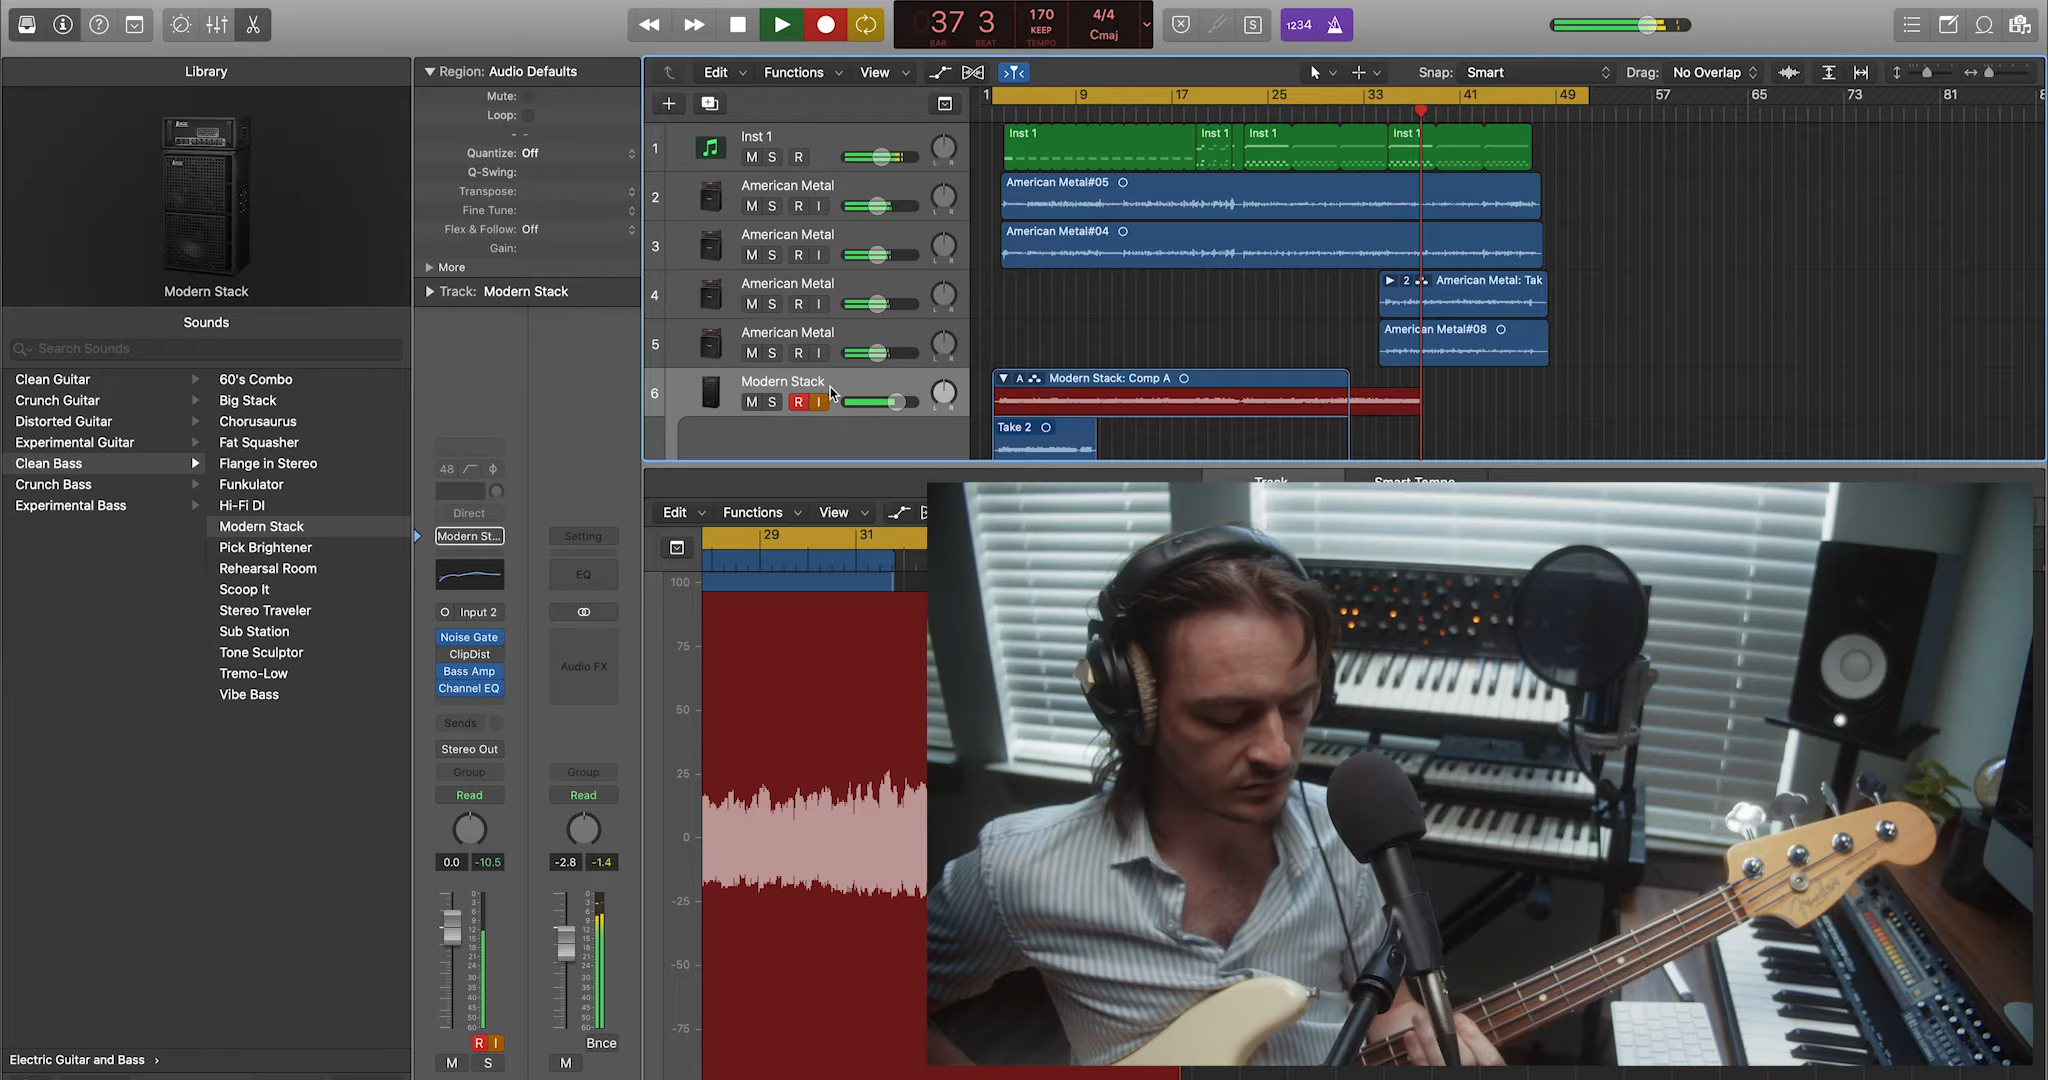 37 3
BAR BEAT
170
KEEP
TEMPO
4/4
Cmaj
1234
Library
Modern Stack
Sounds
Search Sounds
Clean Guitar
Crunch Guitar
Distorted Guitar
Experimental Guitar
Clean Bass
Crunch Bass
Experimental Bass
60's Combo
Big Stack
Chorusaurus
Fat Squasher
Flange in Stereo
Funkulator
Hi-Fi DI
Modern Stack
Pick Brightener
Rehearsal Room
Scoop It
Stereo Traveler
Sub Station
Tone Sculptor
Tremo-Low
Vibe Bass
Electric Guitar and Bass
Region: Audio Defaults
Mute:
Loop:
Quantize: Off
Q-Swing:
Transpose:
Fine Tune:
Flex & Follow: Off
Gain:
More
Track: Modern Stack
48
Direct
Modern St...
Input 2
Noise Gate
ClipDist
Bass Amp
Channel EQ
Sends
Stereo Out
Group
Read
0.0 -10.5
R I
M S
Setting
EQ
Audio FX
Group
Read
-2.8 -1.4
Bnce
M
Edit Functions View
Snap: Smart
Drag: No Overlap
1 9 17 25 33 41 49 57 65 73 81
1 Inst 1
M S R
2 American Metal
M S R I
3 American Metal
M S R I
4 American Metal
M S R I
5 American Metal
M S R I
6 Modern Stack
M S R I
Inst 1 Inst 1 Inst 1 Inst 1
American Metal#05
American Metal#04
2 American Metal: Tak
American Metal#08
A Modern Stack: Comp A
Take 2
Track Smart Tempo
Edit Functions View
29 31
100
75
50
25
0
-25
-50
-75